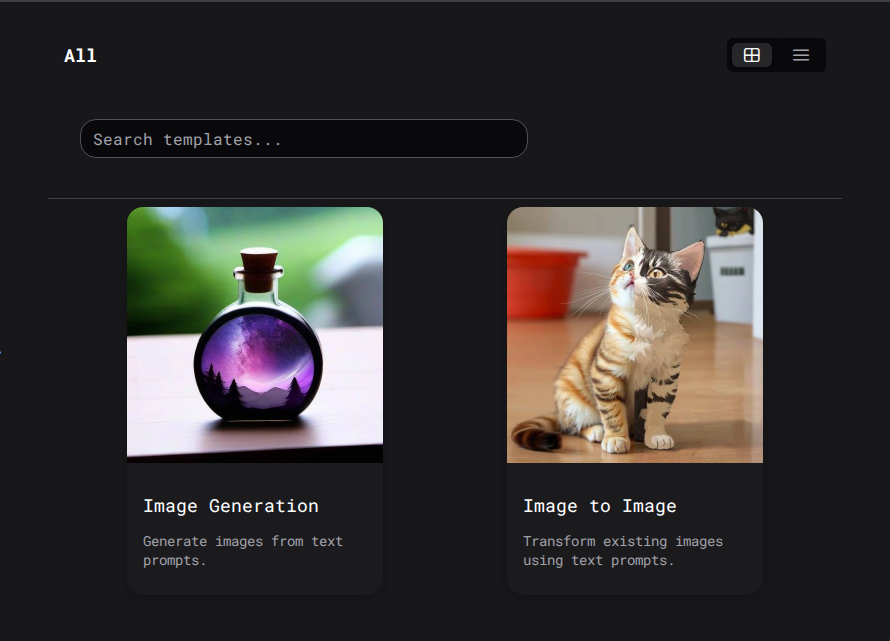 All
Search templates...
Image Generation
Generate images from text
prompts.
Image to Image
Transform existing images
using text prompts.